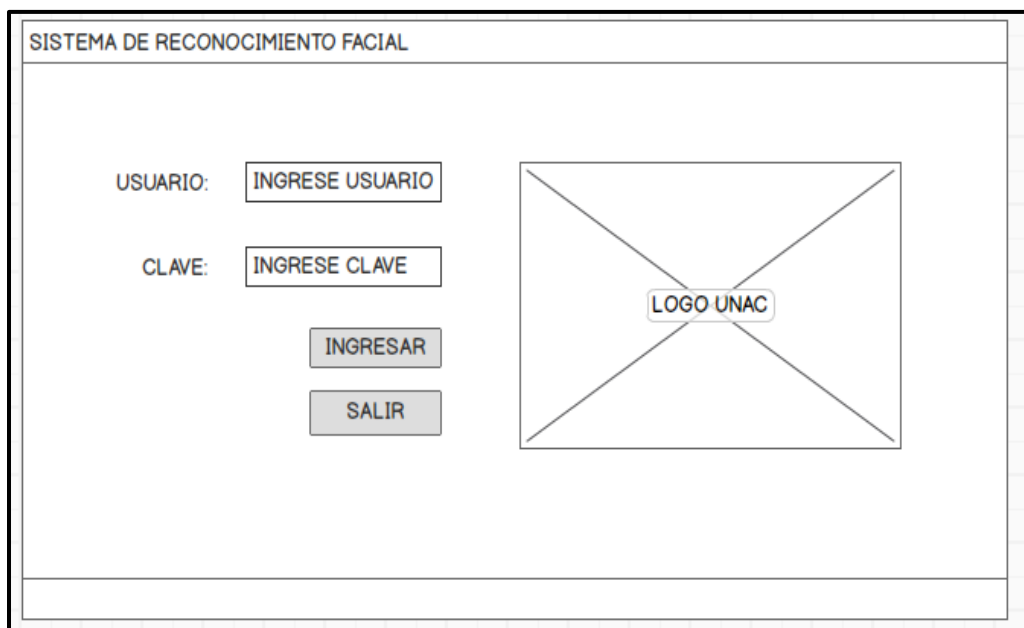 SISTEMA DE RECONOCIMIENTO FACIAL
USUARIO: INGRESE USUARIO
CLAVE: INGRESE CLAVE
LOGO UNAC
INGRESAR
SALIR